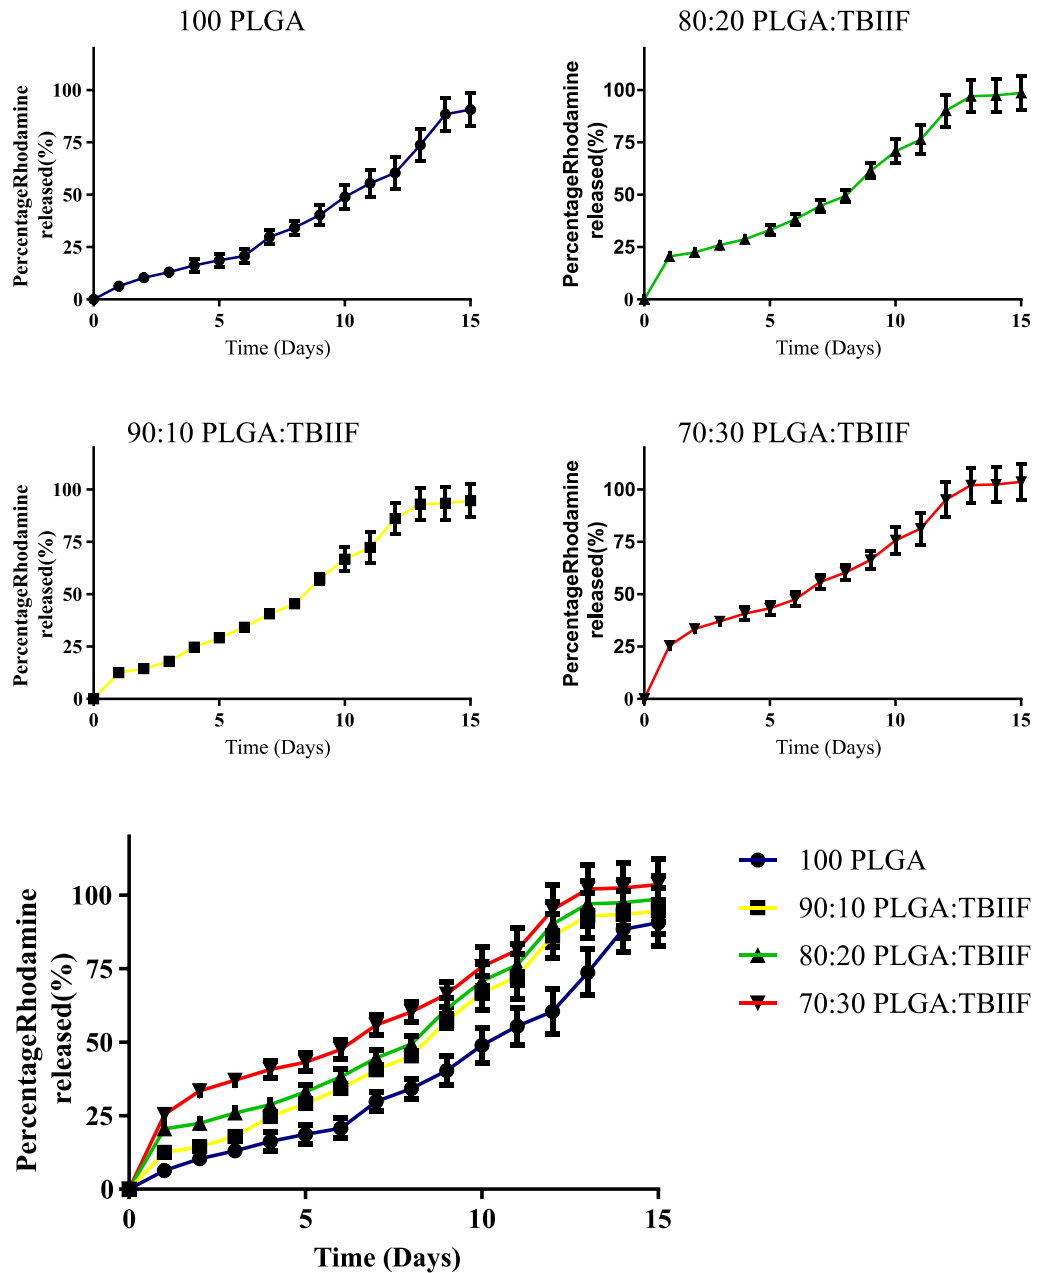 100 PLGA
PercentageRhodamine
released(%)
100
75
50
25
0
0 5 10 15
Time (Days)
80:20 PLGA:TBIIF
PercentageRhodamine
released(%)
100
75
50
25
0
0 5 10 15
Time (Days)
90:10 PLGA:TBIIF
PercentageRhodamine
released(%)
100
75
50
25
0
0 5 10 15
Time (Days)
70:30 PLGA:TBIIF
PercentageRhodamine
released(%)
100
75
50
25
0
0 5 10 15
Time (Days)
PercentageRhodamine
released(%)
100
75
50
25
0
0 5 10 15
Time (Days)
100 PLGA
90:10 PLGA:TBIIF
80:20 PLGA:TBIIF
70:30 PLGA:TBIIF